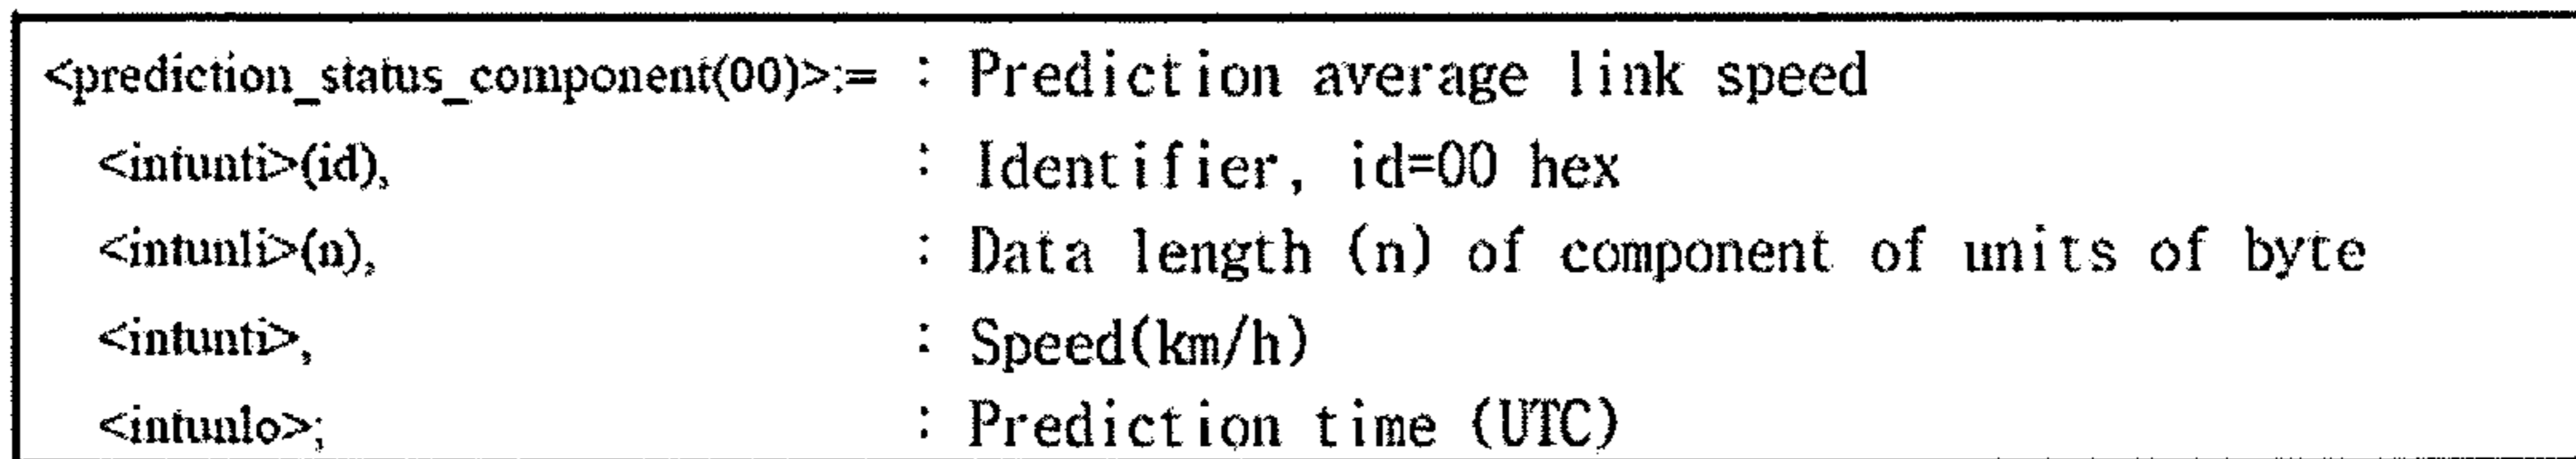 <prediction_status_component(00)>:= : Prediction average link speed
<intunti>(id), : Identifier, id=00 hex
<intunli>(n), : Data length (n) of component of units of byte
<intunti>, : Speed(km/h)
<intunlo>; : Prediction time (UTC)